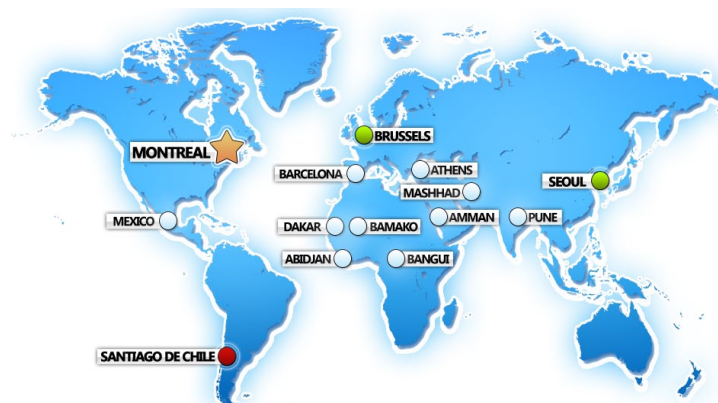 BRUSSELS
MONTREAL
BARCELONA
ATHENS
MASHHAD
SEOUL
MEXICO
DAKAR
BAMAKO
AMMAN
PUNE
ABIDJAN
BANGUI
SANTIAGO DE CHILE